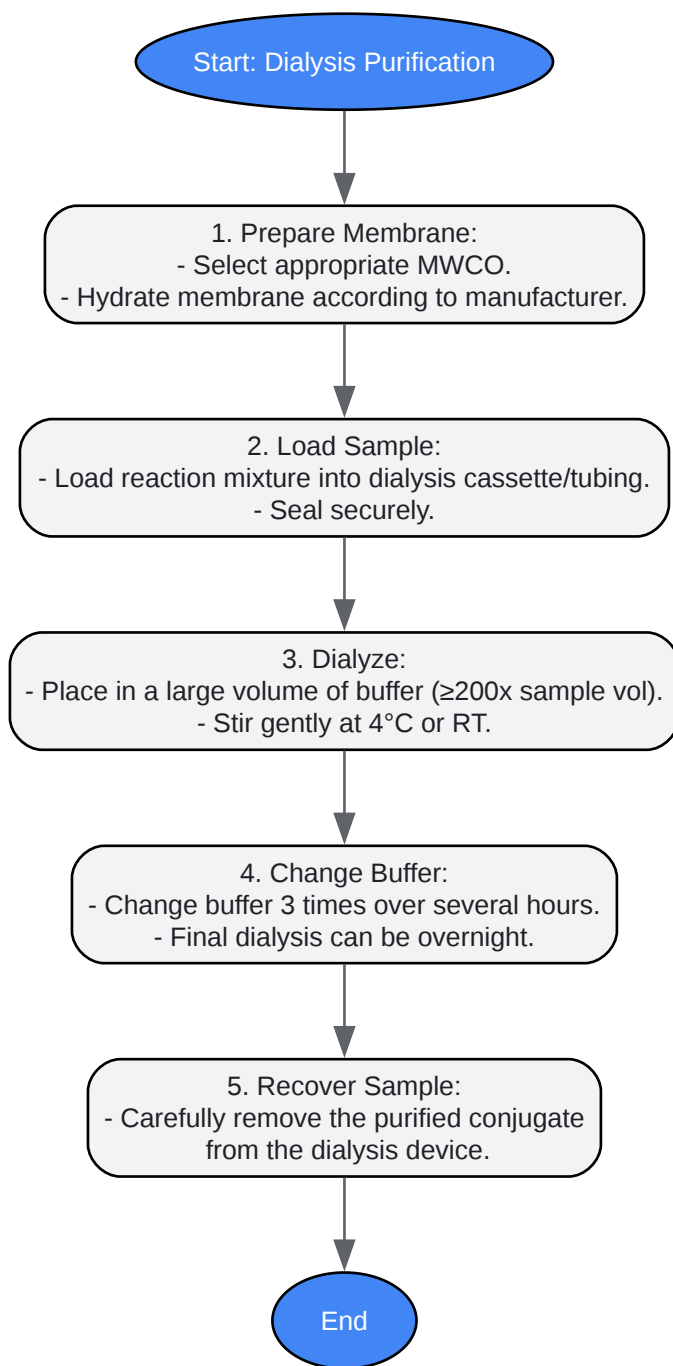 Start: Dialysis Purification
1. Prepare Membrane:
- Select appropriate MWCO.
- Hydrate membrane according to manufacturer.
2. Load Sample:
- Load reaction mixture into dialysis cassette/tubing.
- Seal securely.
3. Dialyze:
- Place in a large volume of buffer (≥200x sample vol).
- Stir gently at 4°C or RT.
4. Change Buffer:
- Change buffer 3 times over several hours.
- Final dialysis can be overnight.
5. Recover Sample:
- Carefully remove the purified conjugate
from the dialysis device.
End